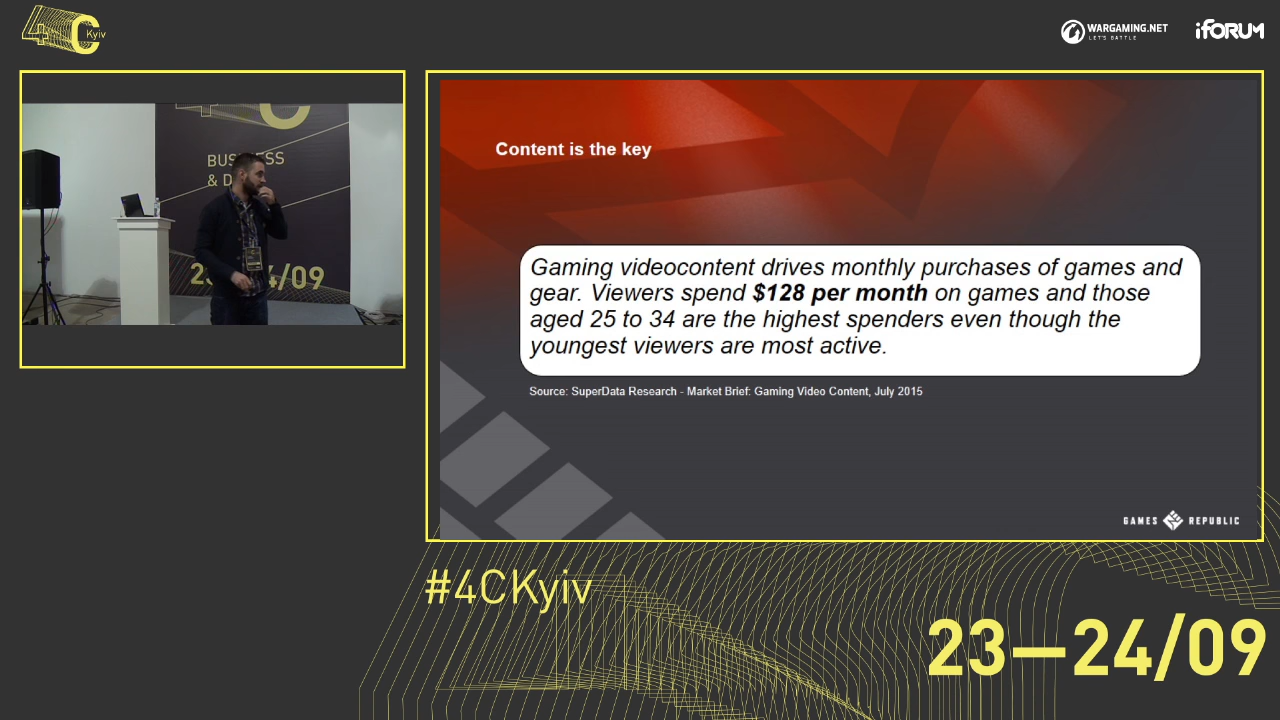 4C Kyiv
WARGAMING.NET
LET'S BATTLE
iFORUM
BUS ESS
& D
23 4/09
Content is the key
Gaming videocontent drives monthly purchases of games and
gear. Viewers spend $128 per month on games and those
aged 25 to 34 are the highest spenders even though the
youngest viewers are most active.
Source: SuperData Research - Market Brief: Gaming Video Content, July 2015
GAMES REPUBLIC
#4CKyiv
23—24/09